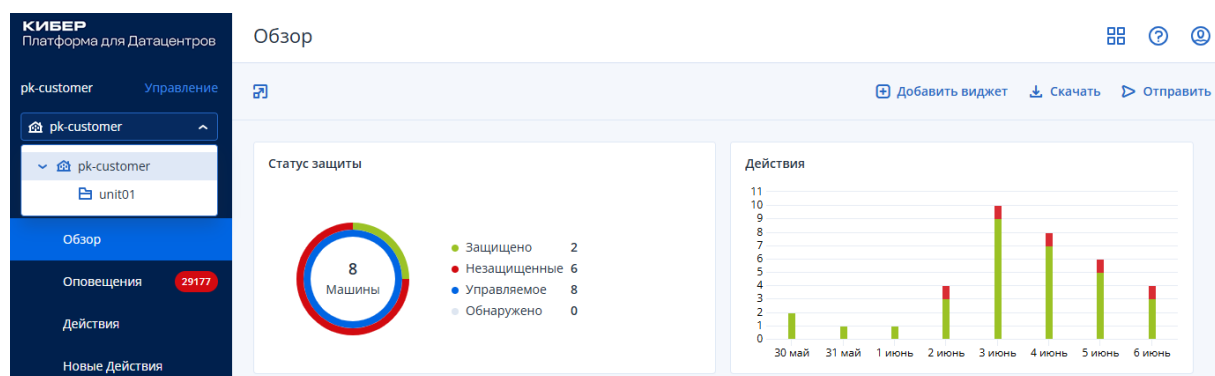 КИБЕР
Платформа для Датацентров
Обзор
pk-customer Управление
Добавить виджет Скачать Отправить
pk-customer
pk-customer
unit01
Обзор
Оповещения 29177
Действия
Новые Действия
Статус защиты
8
Машины
Защищено 2
Незащищенные 6
Управляемое 8
Обнаружено 0
Действия
11
10
9
8
7
6
5
4
3
2
1
0
30 май 31 май 1 июнь 2 июнь 3 июнь 4 июнь 5 июнь 6 июнь